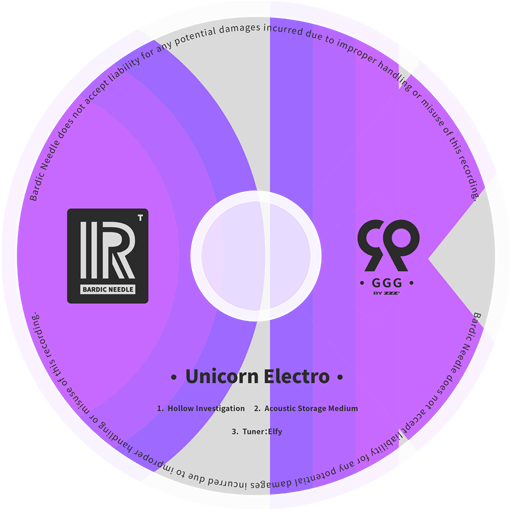 Bardic Needle does not accept liability for any potential damages incurred due to improper handling or misuse of this recording.
T
R
BARDIC NEEDLE
GGG
BY ZZZ
• Unicorn Electro •
1. Hollow Investigation 2. Acoustic Storage Medium
3. Tuner:Elfy
Bardic Needle does not accept liability for any potential damages incurred due to improper handling or misuse of this recording.